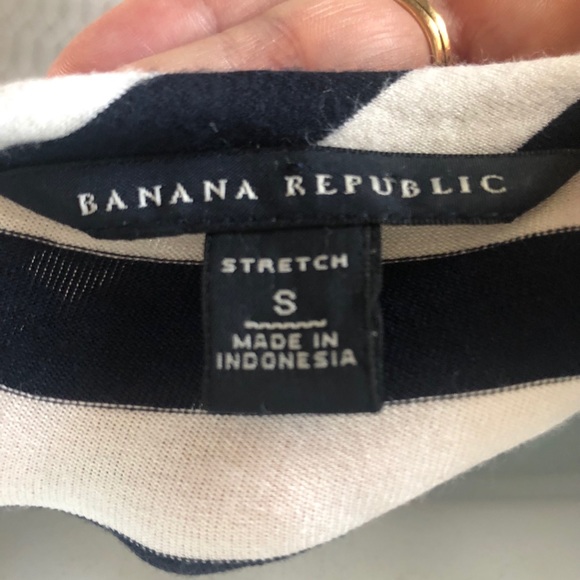 BANANA REPUBLIC
STRETCH
S
MADE IN
INDONESIA